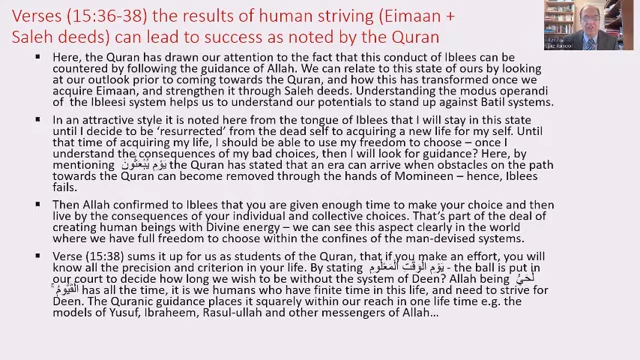 Verses (15:36-38) the results of human striving (Eimaan +
Saleh deeds) can lead to success as noted by the Quran
Here, the Quran has drawn our attention to the fact that this conduct of Iblees can be
countered by following the guidance of Allah. We can relate to this state of ours by looking
at our outlook prior to coming towards the Quran, and how this has transformed once we
acquire Eimaan, and strengthen it through Saleh deeds. Understanding the modus operandi
of the Ibleesi system helps us to understand our potentials to stand up against Batil systems.
In an attractive style it is noted here from the tongue of Iblees that I will stay in this state
until I decide to be 'resurrected' from the dead self to acquiring a new life for my self. Until
that time of acquiring my life, I should be able to use my freedom to choose – once I
understand the consequences of my bad choices, then I will look for guidance? Here, by
mentioning يَوْمِ يُبْعَثُونَ the Quran has stated that an era can arrive when obstacles on the path
towards the Quran can become removed through the hands of Momineen – hence, Iblees
fails.
Then Allah confirmed to Iblees that you are given enough time to make your choice and then
live by the consequences of your individual and collective choices. That's part of the deal of
creating human beings with Divine energy – we can see this aspect clearly in the world
where we have full freedom to choose within the confines of the man-devised systems.
Verse (15:38) sums it up for us as students of the Quran, that if you make an effort, you will
know all the precision and criterion in your life. By stating يَوْمِ الْوَقْتِ الْمَعْلُومِ - the ball is put in
our court to decide how long we wish to be without the system of Deen? Allah being لْحَيُّ
الْقَيُّومُ ۚ has all the time, it is we humans who have finite time in this life, and need to strive for
Deen. The Quranic guidance places it squarely within our reach in one life time e.g. the
models of Yusuf, Ibraheem, Rasul-ullah and other messengers of Allah...